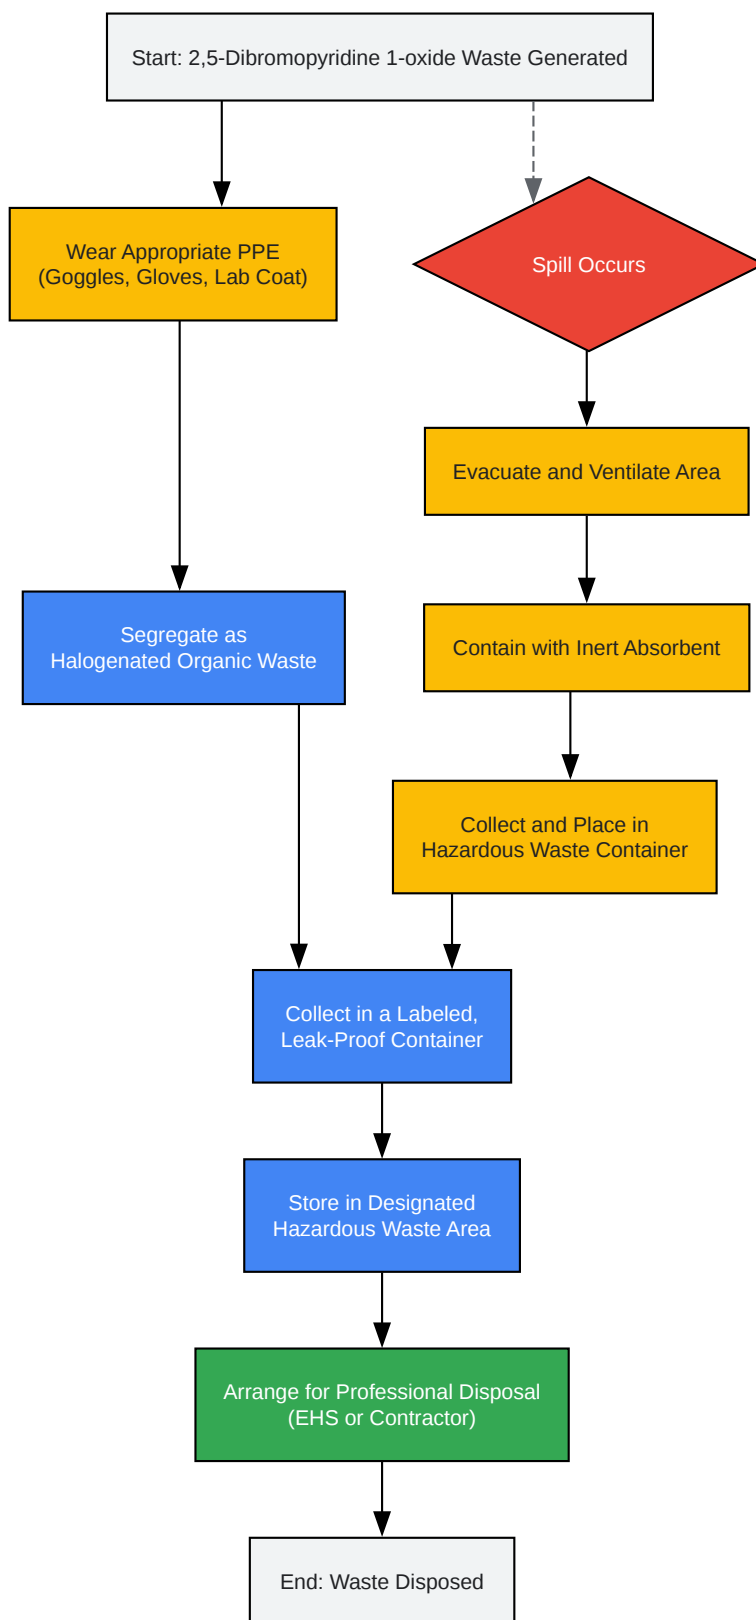 Start: 2,5-Dibromopyridine 1-oxide Waste Generated
Wear Appropriate PPE
(Goggles, Gloves, Lab Coat)
Spill Occurs
Evacuate and Ventilate Area
Segregate as
Halogenated Organic Waste
Contain with Inert Absorbent
Collect and Place in
Hazardous Waste Container
Collect in a Labeled,
Leak-Proof Container
Store in Designated
Hazardous Waste Area
Arrange for Professional Disposal
(EHS or Contractor)
End: Waste Disposed